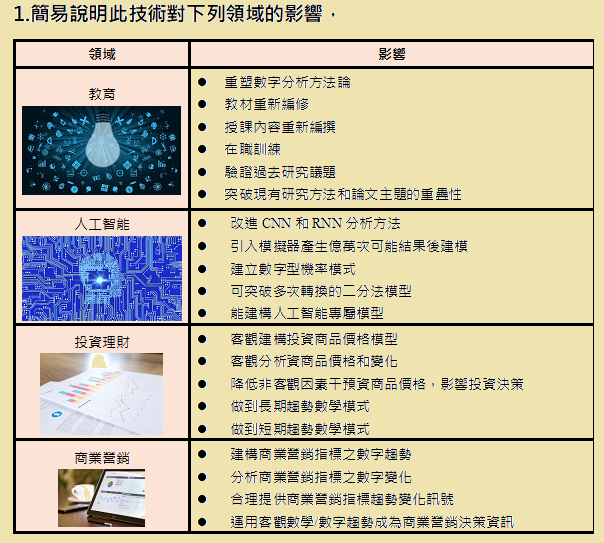 1.簡易說明此技術對下列領域的影響，
領域 影響
教育
● 重塑數字分析方法論
● 教材重新編修
● 授課內容重新編撰
● 在職訓練
● 驗證過去研究議題
● 突破現有研究方法和論文主題的重疊性
人工智能
● 改進 CNN 和 RNN 分析方法
● 引入模擬器產生億萬次可能結果後建模
● 建立數字型機率模式
● 可突破多次轉換的二分法模型
● 能建構人工智能專屬模型
投資理財
● 客觀建構投資商品價格模型
● 客觀分析資商品價格和變化
● 降低非客觀因素干預資商品價格，影響投資決策
● 做到長期趨勢數學模式
● 做到短期趨勢數學模式
商業營銷
● 建構商業營銷指標之數字趨勢
● 分析商業營銷指標之數字變化
● 合理提供商業營銷指標趨勢變化訊號
● 運用客觀數學/數字趨勢成為商業營銷決策資訊